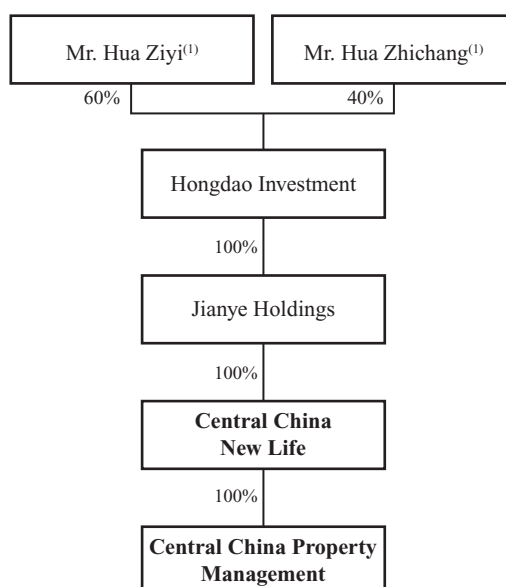 Mr. Hua Ziyi(1)
Mr. Hua Zhichang(1)
60%
40%
Hongdao Investment
100%
Jianye Holdings
100%
Central China
New Life
100%
Central China Property
Management